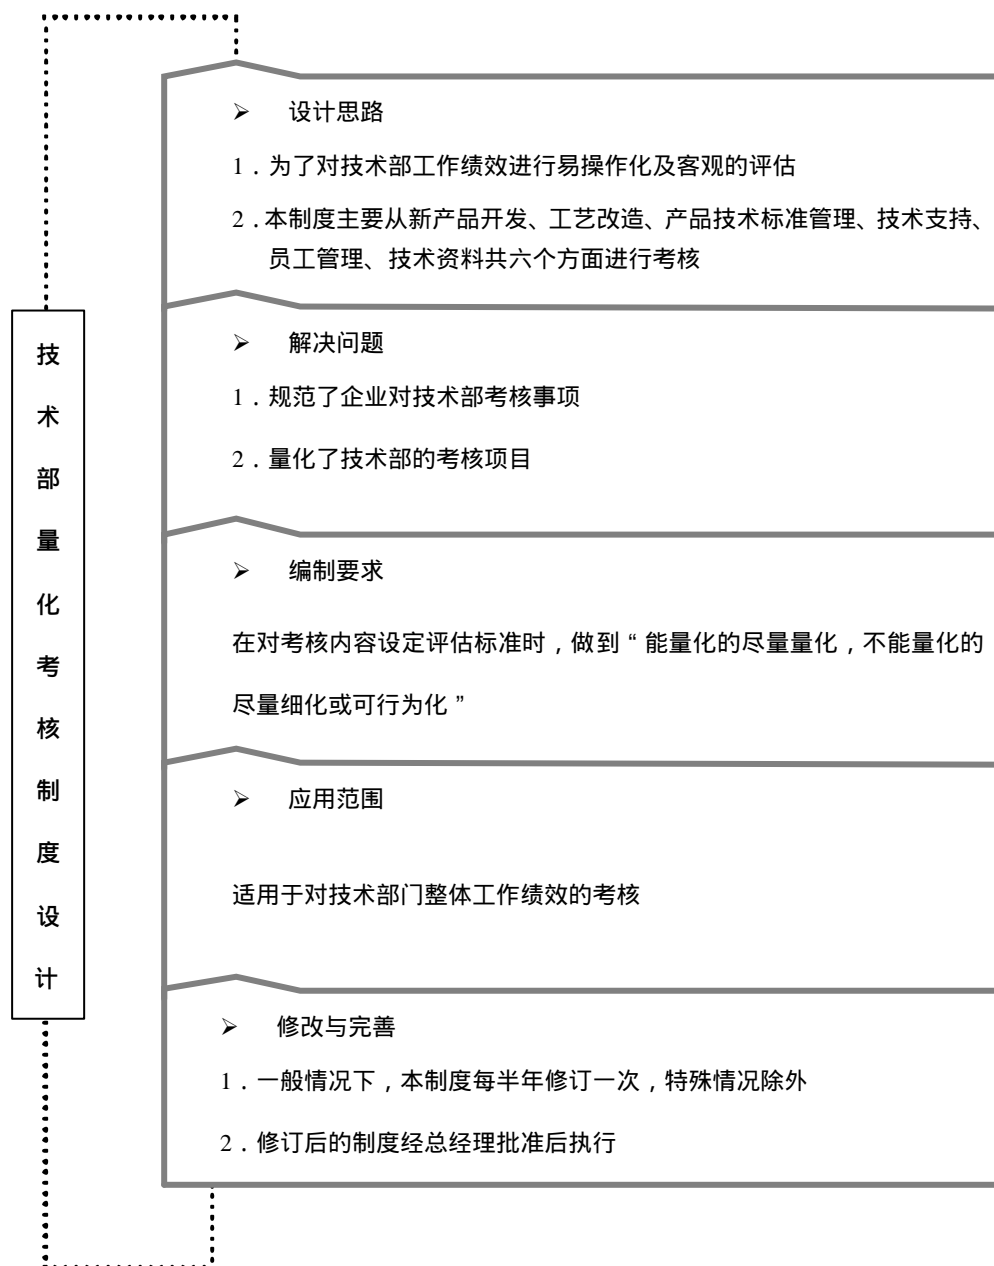 技术部量化考核制度设计
➢ 设计思路
1．为了对技术部工作绩效进行易操作化及客观的评估
2．本制度主要从新产品开发、工艺改造、产品技术标准管理、技术支持、
员工管理、技术资料共六个方面进行考核
➢ 解决问题
1．规范了企业对技术部考核事项
2．量化了技术部的考核项目
➢ 编制要求
在对考核内容设定评估标准时，做到“能量化的尽量量化，不能量化的
尽量细化或可行为化”
➢ 应用范围
适用于对技术部门整体工作绩效的考核
➢ 修改与完善
1．一般情况下，本制度每半年修订一次，特殊情况除外
2．修订后的制度经总经理批准后执行